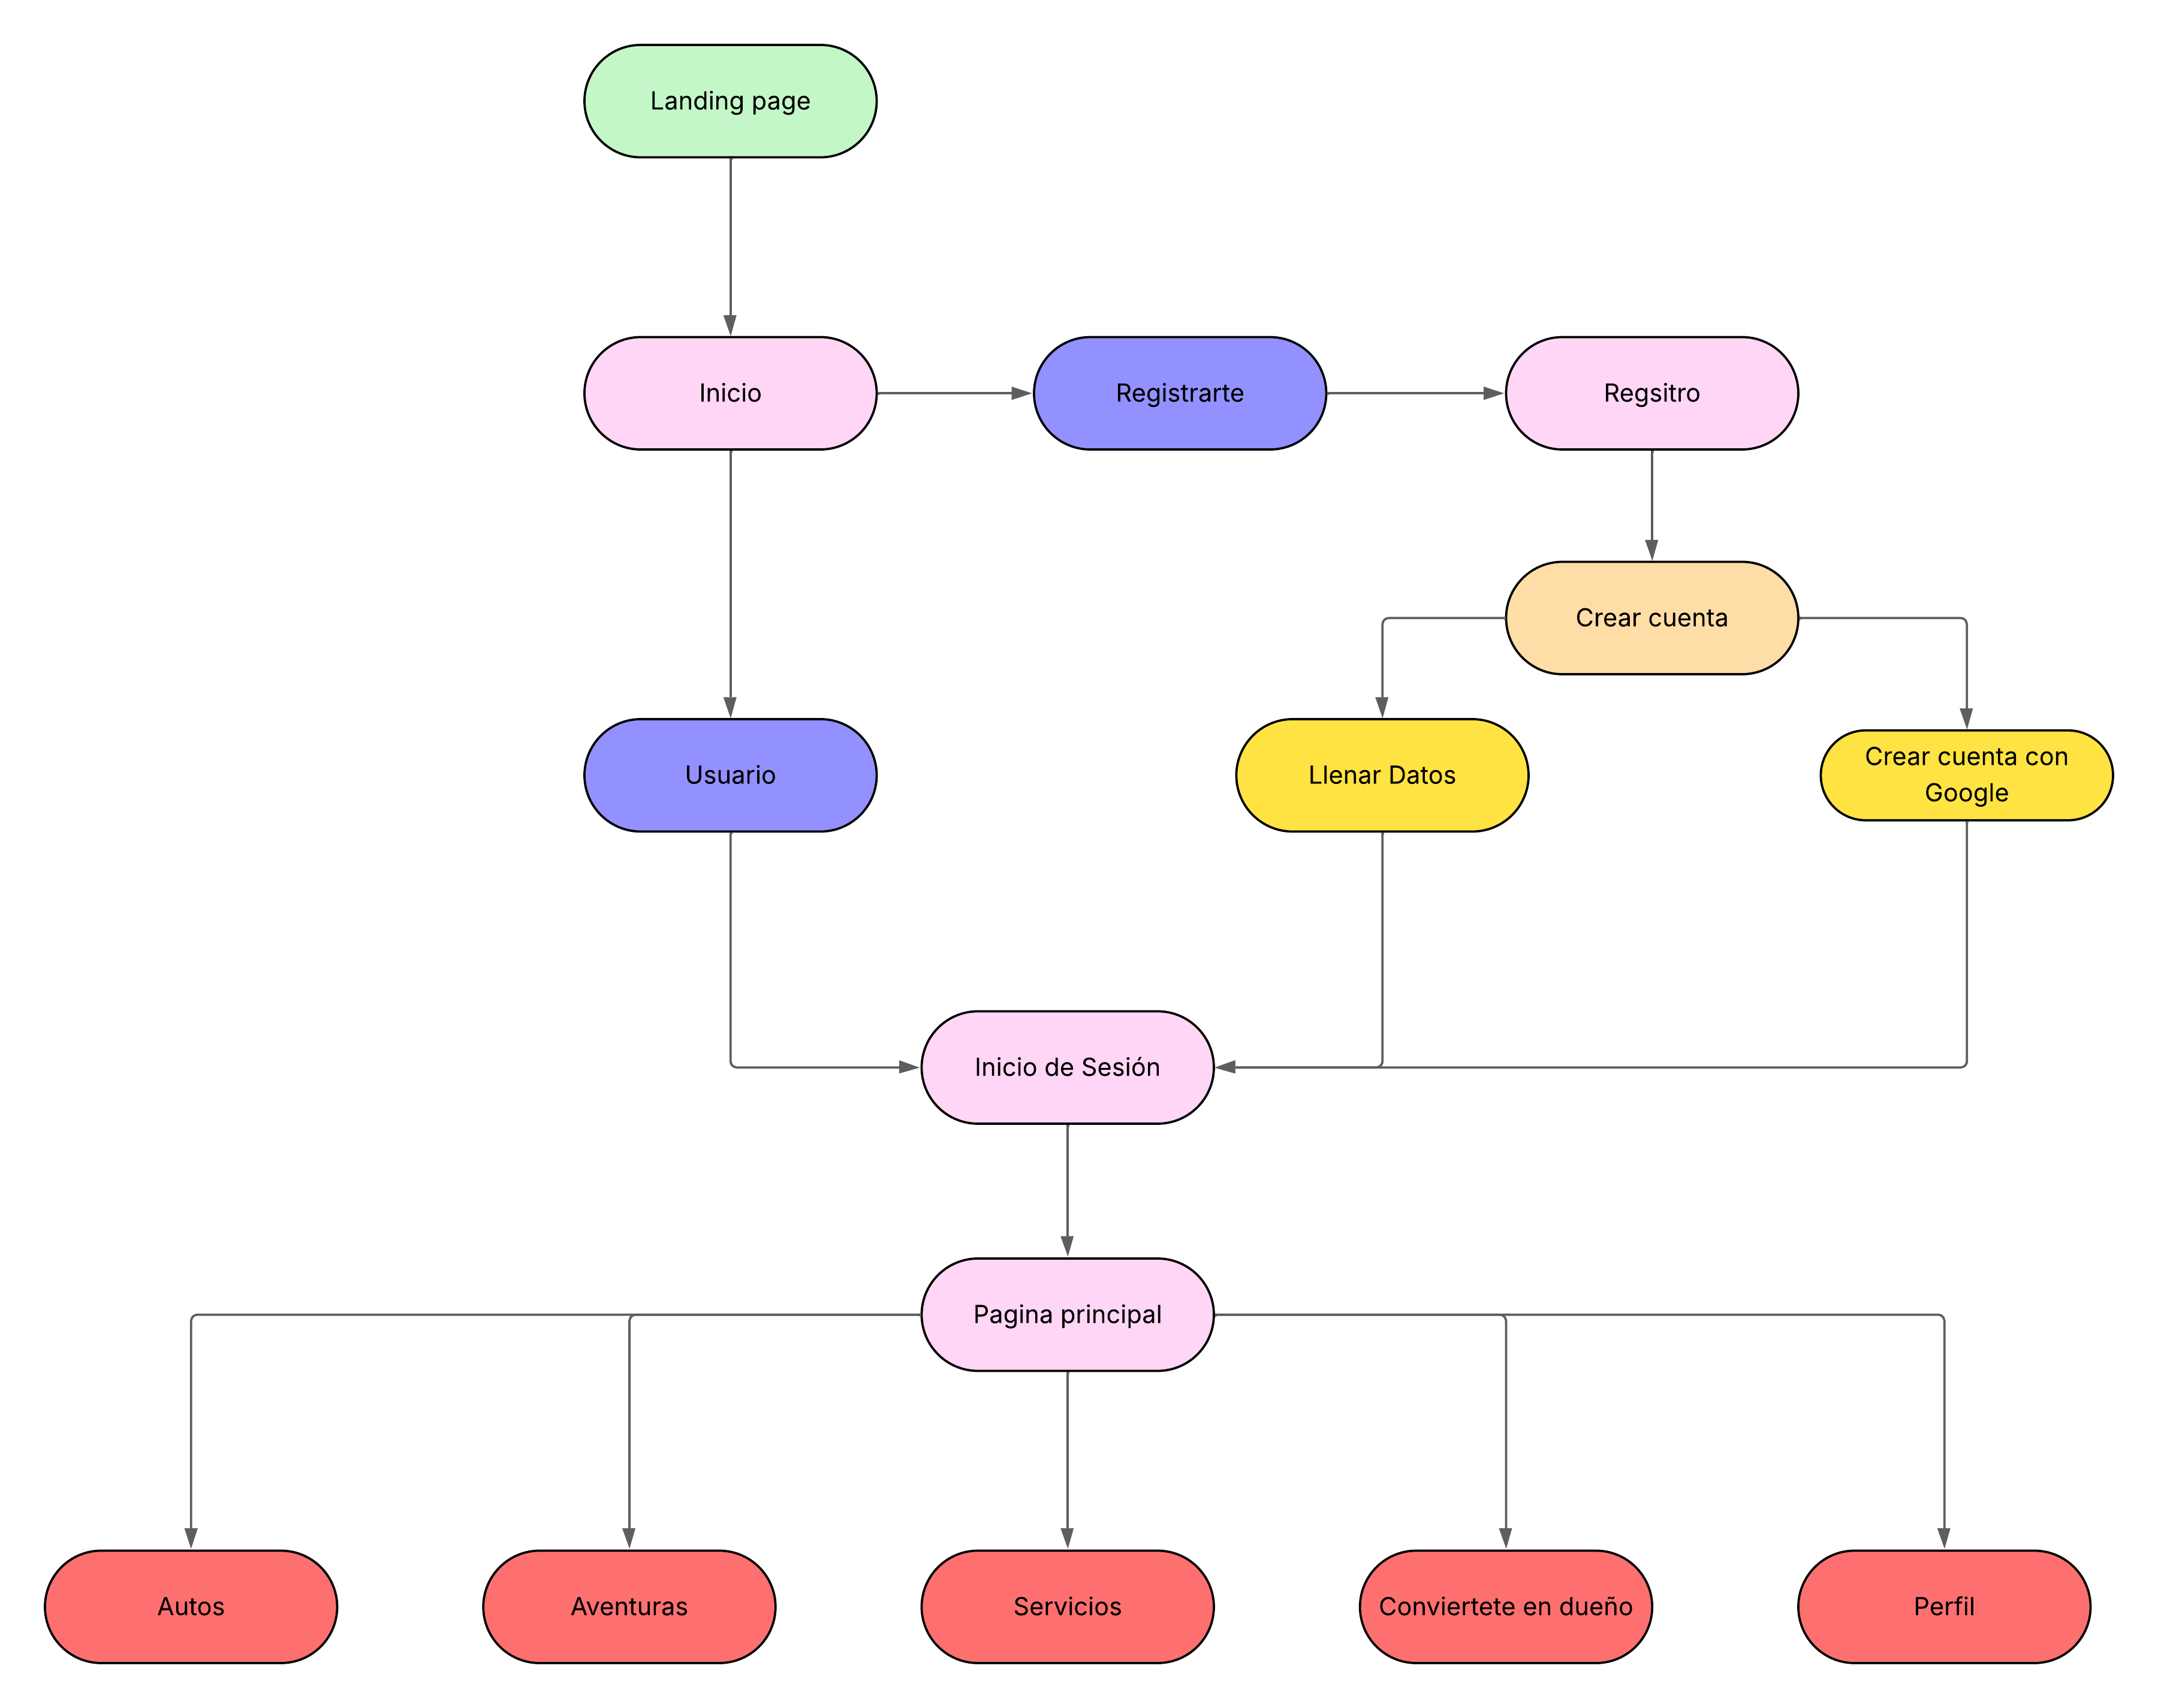 Landing page
Inicio
Registrarte
Regsitro
Crear cuenta
Usuario
Llenar Datos
Crear cuenta con
Google
Inicio de Sesión
Pagina principal
Autos
Aventuras
Servicios
Conviertete en dueño
Perfil